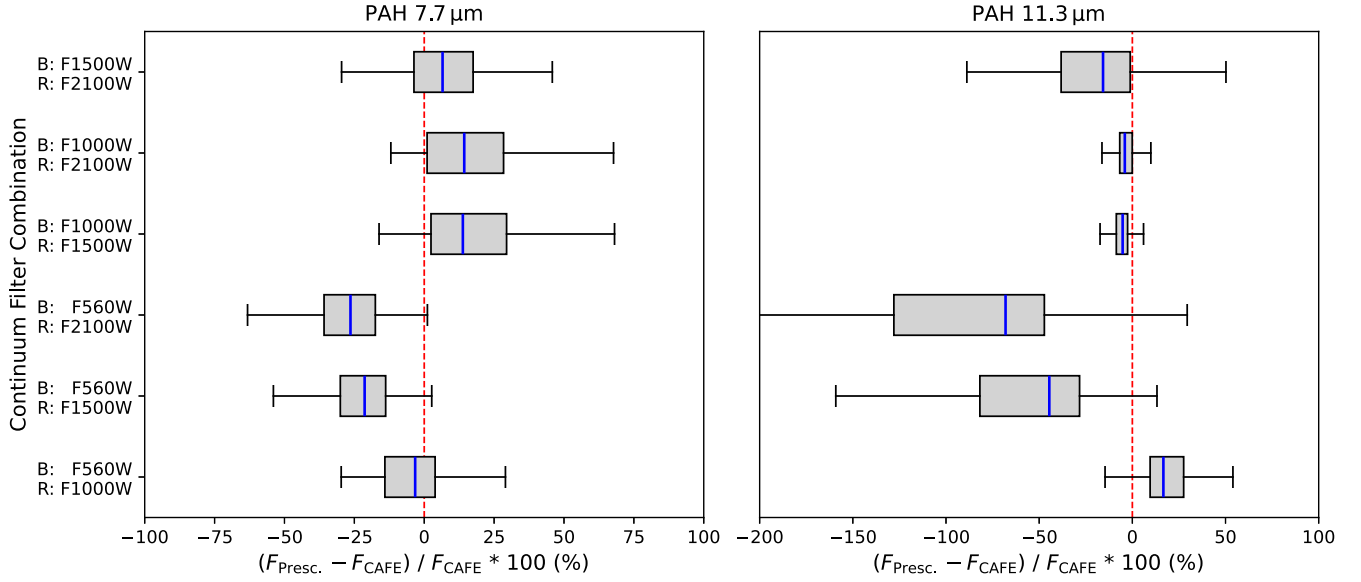 PAH 7.7 μm
PAH 11.3 μm
Continuum Filter Combination
B: F1500W
R: F2100W
B: F1000W
R: F2100W
B: F1000W
R: F1500W
B: F560W
R: F2100W
B: F560W
R: F1500W
B: F560W
R: F1000W
−100 −75 −50 −25 0 25 50 75 100
−200 −150 −100 −50 0 50 100
(F_Presc. − F_CAFE) / F_CAFE * 100 (%)
(F_Presc. − F_CAFE) / F_CAFE * 100 (%)